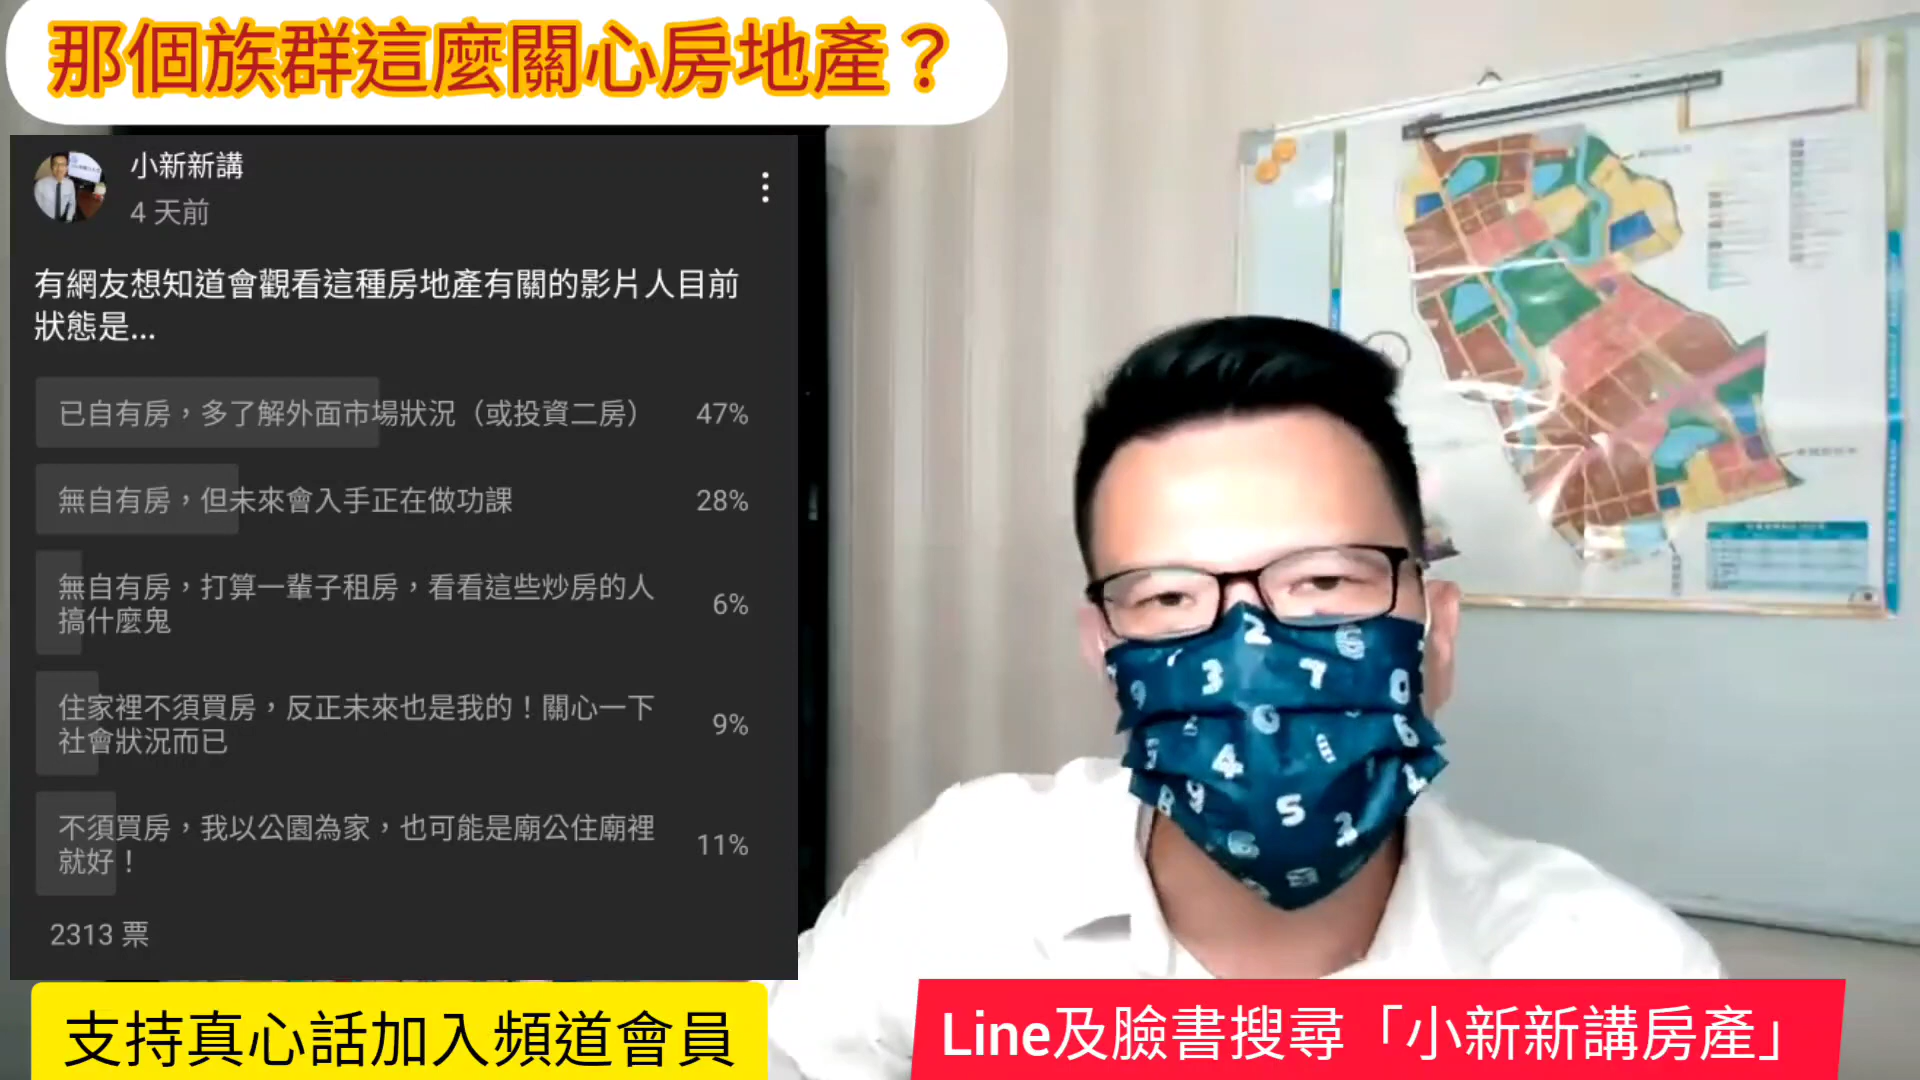 那個族群這麼關心房地產？
小新新講
4 天前
有網友想知道會觀看這種房地產有關的影片人目前
狀態是...
已自有房，多了解外面市場狀況（或投資二房） 47%
無自有房，但未來會入手正在做功課 28%
無自有房，打算一輩子租房，看看這些炒房的人
搞什麼鬼 6%
住家裡不須買房，反正未來也是我的！關心一下
社會狀況而已 9%
不須買房，我以公園為家，也可能是廟公住廟裡
就好！ 11%
2313 票
支持真心話加入頻道會員
Line及臉書搜尋「小新新講房產」